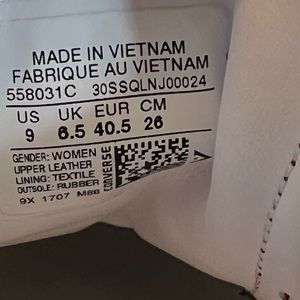 MADE IN VIETNAM
FABRIQUE AU VIETNAM
558031C 30SSQLNJ00024
US UK EUR CM
9 6.5 40.5 26
GENDER: WOMEN
UPPER LEATHER
LINING: TEXTILE
OUTSOLE: RUBBER
9X 1707 M8B
CONVERSE